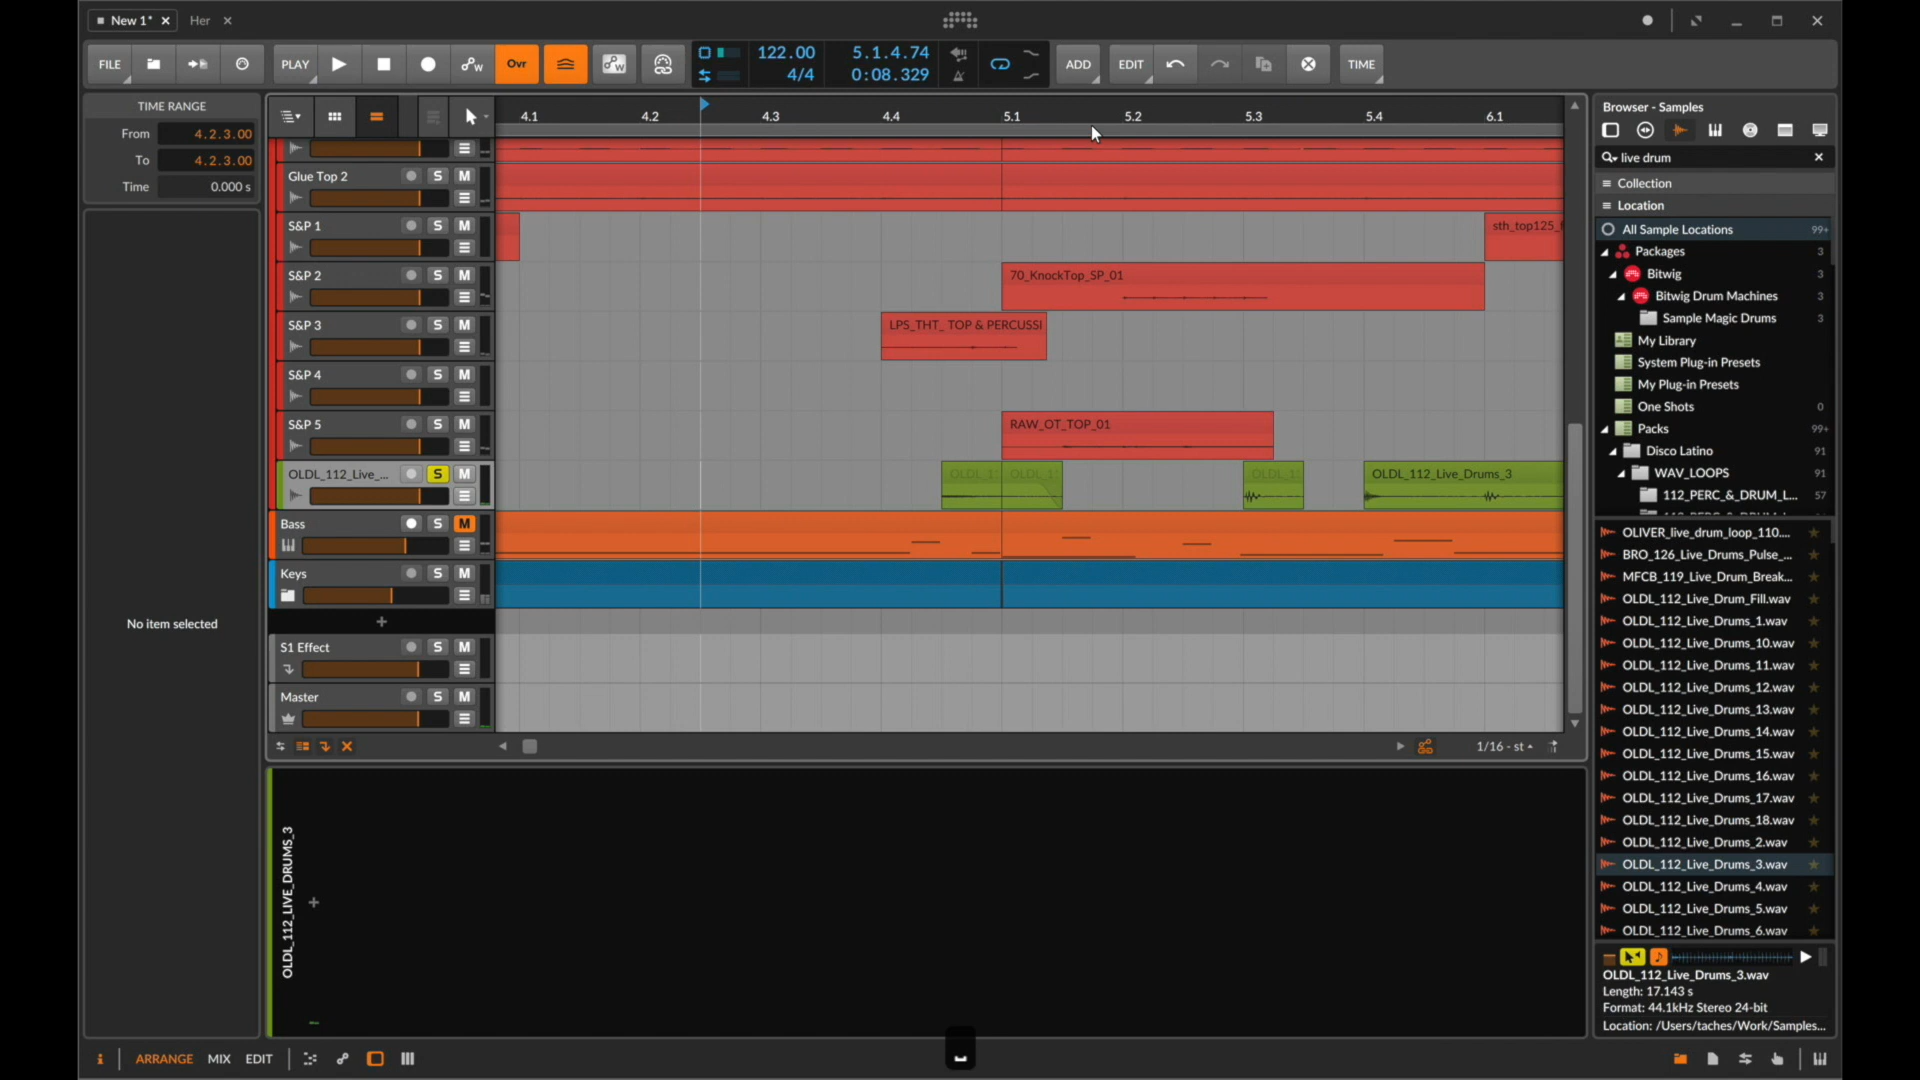 New 1*
Her
FILE
PLAY
Ovr
122.00
4/4
5.1.4.74
0:08.329
ADD
EDIT
TIME
TIME RANGE
From 4.2.3.00
To 4.2.3.00
Time 0.000 s
No item selected
4.1 4.2 4.3 4.4 5.1 5.2 5.3 5.4 6.1
Glue Top 2 S M
S&P 1 S M
sth_top125_
S&P 2 S M
70_KnockTop_SP_01
S&P 3 S M
LPS_THT_ TOP & PERCUSSI
S&P 4 S M
S&P 5 S M
RAW_OT_TOP_01
OLDL_112_Live_... S M
OLDL_11
OLDL_1
OLDL_1
OLDL_112_Live_Drums_3
Bass S M
Keys S M
S1 Effect S M
Master S M
1/16 - st
OLDL_112_LIVE_DRUMS_3
Browser - Samples
live drum
Collection
Location
All Sample Locations 99+
Packages 3
Bitwig 3
Bitwig Drum Machines 3
Sample Magic Drums 3
My Library
System Plug-in Presets
My Plug-in Presets
One Shots 0
Packs 99+
Disco Latino 91
WAV_LOOPS 91
112_PERC_&_DRUM_L... 57
OLIVER_live_drum_loop_110....
BRO_126_Live_Drums_Pulse_...
MFCB_119_Live_Drum_Break...
OLDL_112_Live_Drum_Fill.wav
OLDL_112_Live_Drums_1.wav
OLDL_112_Live_Drums_10.wav
OLDL_112_Live_Drums_11.wav
OLDL_112_Live_Drums_12.wav
OLDL_112_Live_Drums_13.wav
OLDL_112_Live_Drums_14.wav
OLDL_112_Live_Drums_15.wav
OLDL_112_Live_Drums_16.wav
OLDL_112_Live_Drums_17.wav
OLDL_112_Live_Drums_18.wav
OLDL_112_Live_Drums_2.wav
OLDL_112_Live_Drums_3.wav
OLDL_112_Live_Drums_4.wav
OLDL_112_Live_Drums_5.wav
OLDL_112_Live_Drums_6.wav
OLDL_112_Live_Drums_3.wav
Length: 17.143 s
Format: 44.1kHz Stereo 24-bit
Location: /Users/taches/Work/Samples...
i ARRANGE MIX EDIT